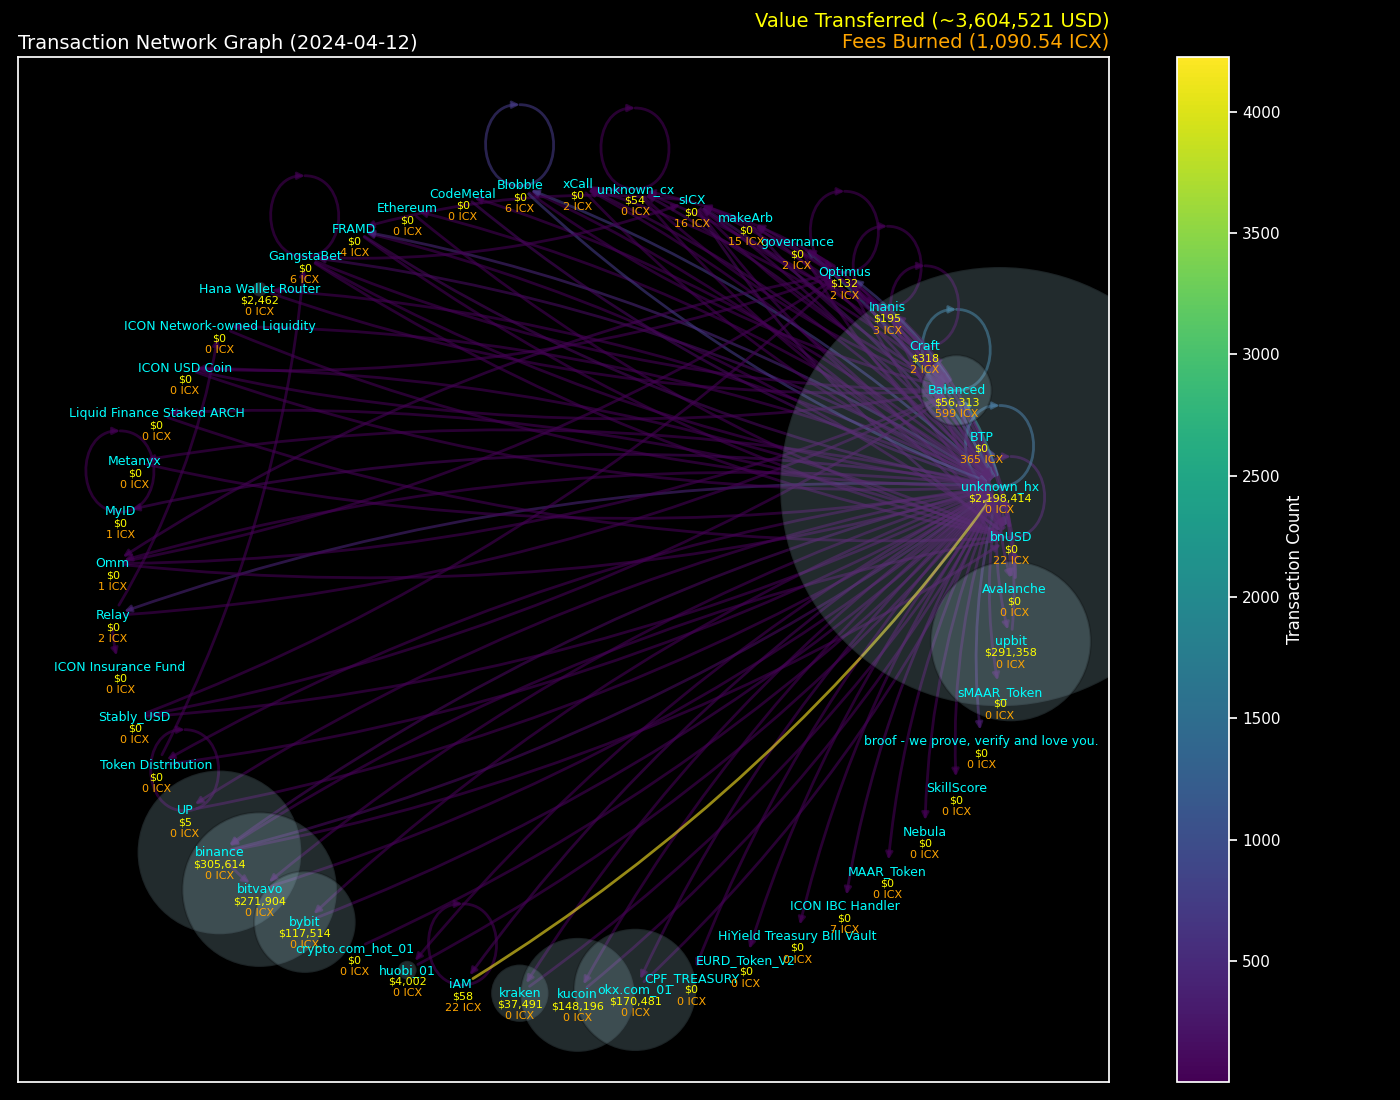 Value Transferred (~3,604,521 USD)
Transaction Network Graph (2024-04-12)
Fees Burned (1,090.54 ICX)
Blobble
$0
6 ICX
xCall
$0
2 ICX
unknown_cx
$54
0 ICX
CodeMetal
$0
0 ICX
sICX
$0
16 ICX
Ethereum
$0
0 ICX
makeArb
$0
15 ICX
FRAMD
$0
4 ICX
governance
$0
2 ICX
GangstaBet
$0
6 ICX
Optimus
$132
2 ICX
Hana Wallet Router
$2,462
0 ICX
Inanis
$195
3 ICX
ICON Network-owned Liquidity
$0
0 ICX
Craft
$318
2 ICX
ICON USD Coin
$0
0 ICX
Balanced
$56,313
599 ICX
Liquid Finance Staked ARCH
$0
0 ICX
BTP
$0
365 ICX
Metanyx
$0
0 ICX
unknown_hx
$2,198,414
0 ICX
MyID
$0
1 ICX
bnUSD
$0
22 ICX
Omm
$0
1 ICX
Avalanche
$0
0 ICX
Relay
$0
2 ICX
upbit
$291,358
0 ICX
ICON Insurance Fund
$0
0 ICX
sMAAR_Token
$0
0 ICX
Stably_USD
$0
0 ICX
broof - we prove, verify and love you.
$0
0 ICX
Token Distribution
$0
0 ICX
SkillScore
$0
0 ICX
UP
$5
0 ICX
Nebula
$0
0 ICX
binance
$305,614
0 ICX
MAAR_Token
$0
0 ICX
bitvavo
$271,904
0 ICX
ICON IBC Handler
$0
7 ICX
bybit
$117,514
0 ICX
HiYield Treasury Bill Vault
$0
0 ICX
crypto.com_hot_01
$0
0 ICX
EURD_Token_V2
$0
0 ICX
huobi_01
$4,002
0 ICX
CPF_TREASURY
$0
0 ICX
iAM
$58
22 ICX
okx.com_01
$170,481
0 ICX
kraken
$37,491
0 ICX
kucoin
$148,196
0 ICX
4000
3500
3000
2500
2000
1500
1000
500
Transaction Count